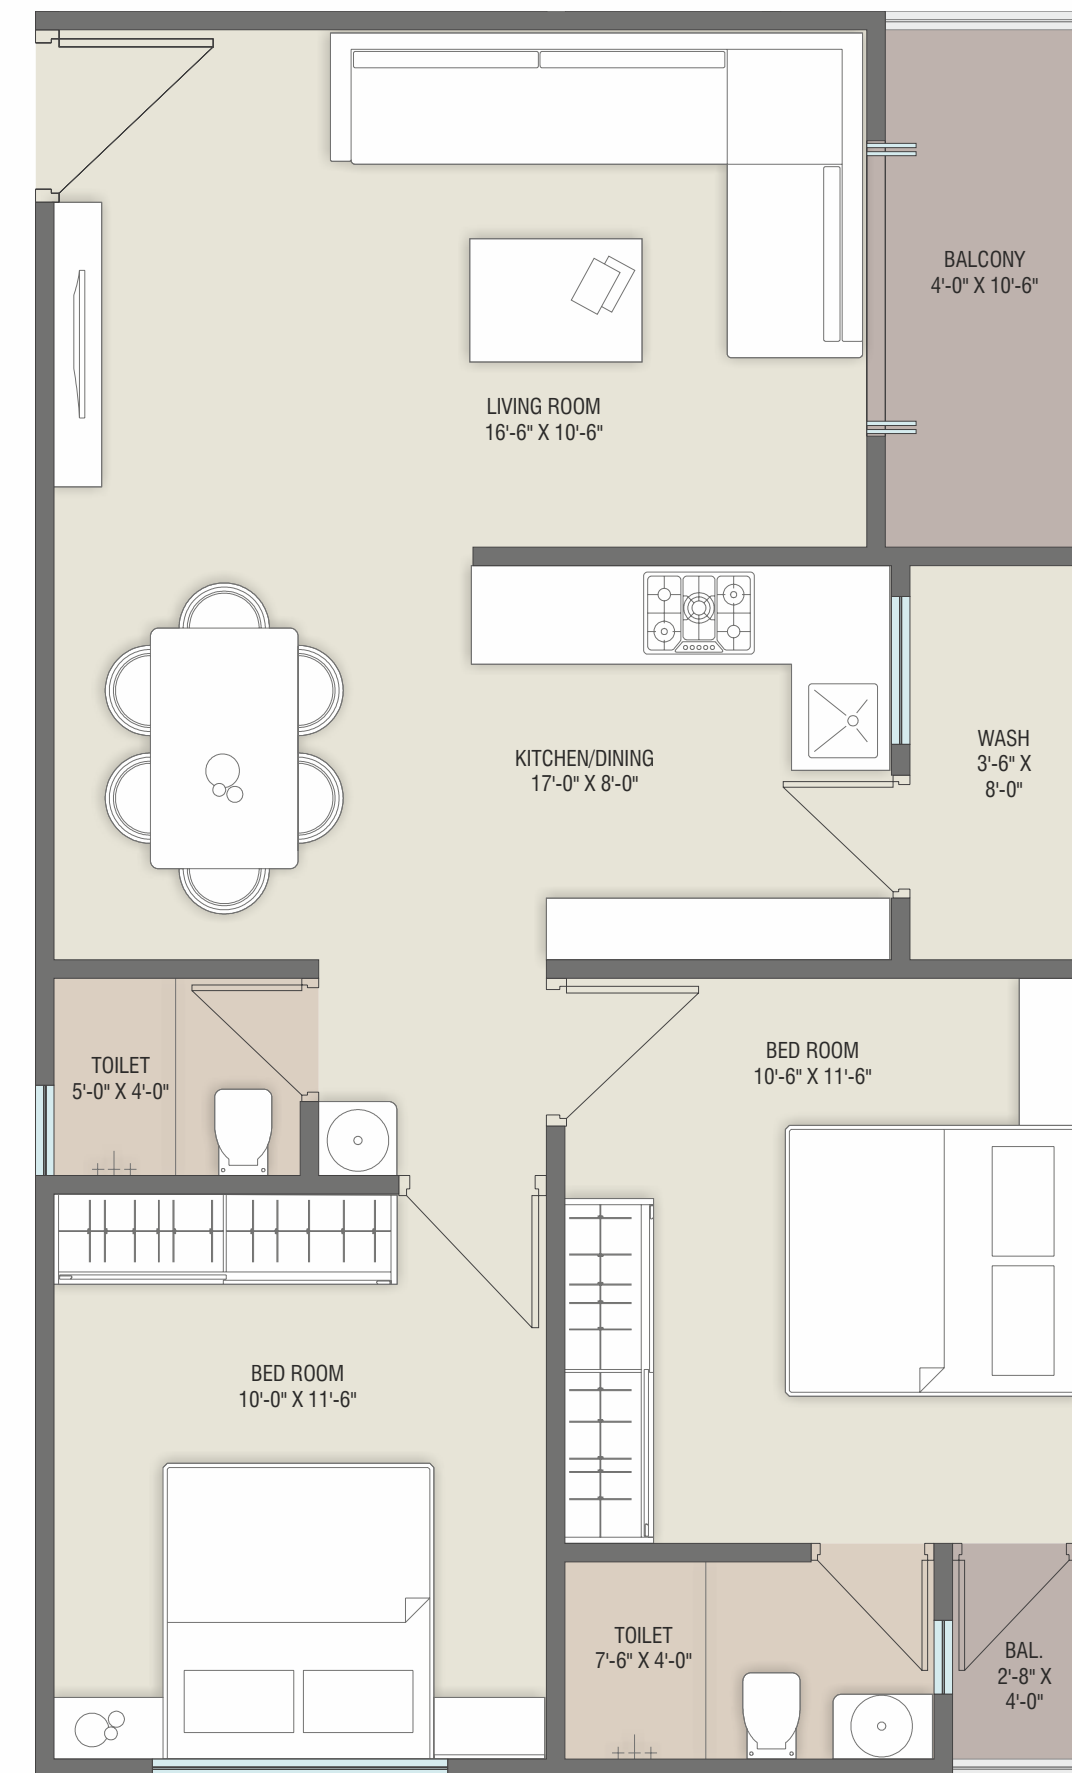 BALCONY
4'-0" X 10'-6"
LIVING ROOM
16'-6" X 10'-6"
KITCHEN/DINING
17'-0" X 8'-0"
WASH
3'-6" X
8'-0"
TOILET
5'-0" X 4'-0"
BED ROOM
10'-6" X 11'-6"
BED ROOM
10'-0" X 11'-6"
TOILET
7'-6" X 4'-0"
BAL.
2'-8" X
4'-0"